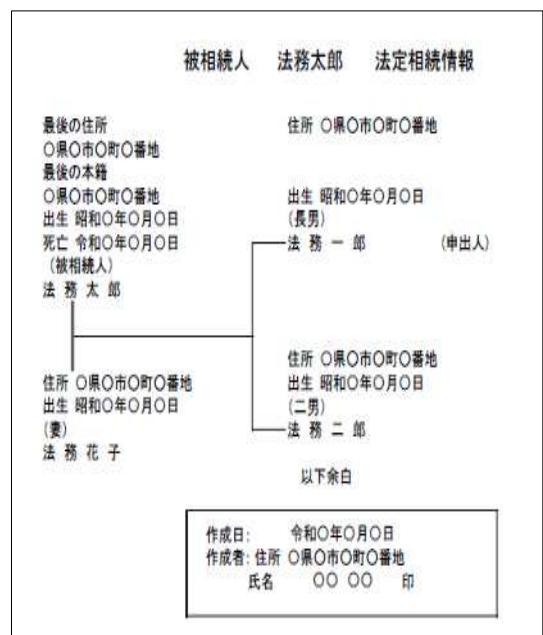 被相続人 法務太郎 法定相続情報
最後の住所
○県○市○町○番地
最後の本籍
○県○市○町○番地
出生 昭和○年○月○日
死亡 令和○年○月○日
(被相続人)
法 務 太 郎
住所 ○県○市○町○番地
出生 昭和○年○月○日
(妻)
法 務 花 子
住所 ○県○市○町○番地
出生 昭和○年○月○日
(長男)
法 務 一 郎 (申出人)
住所 ○県○市○町○番地
出生 昭和○年○月○日
(二男)
法 務 二 郎
以下余白
作成日: 令和○年○月○日
作成者: 住所 ○県○市○町○番地
氏名 ○○ ○○ 印